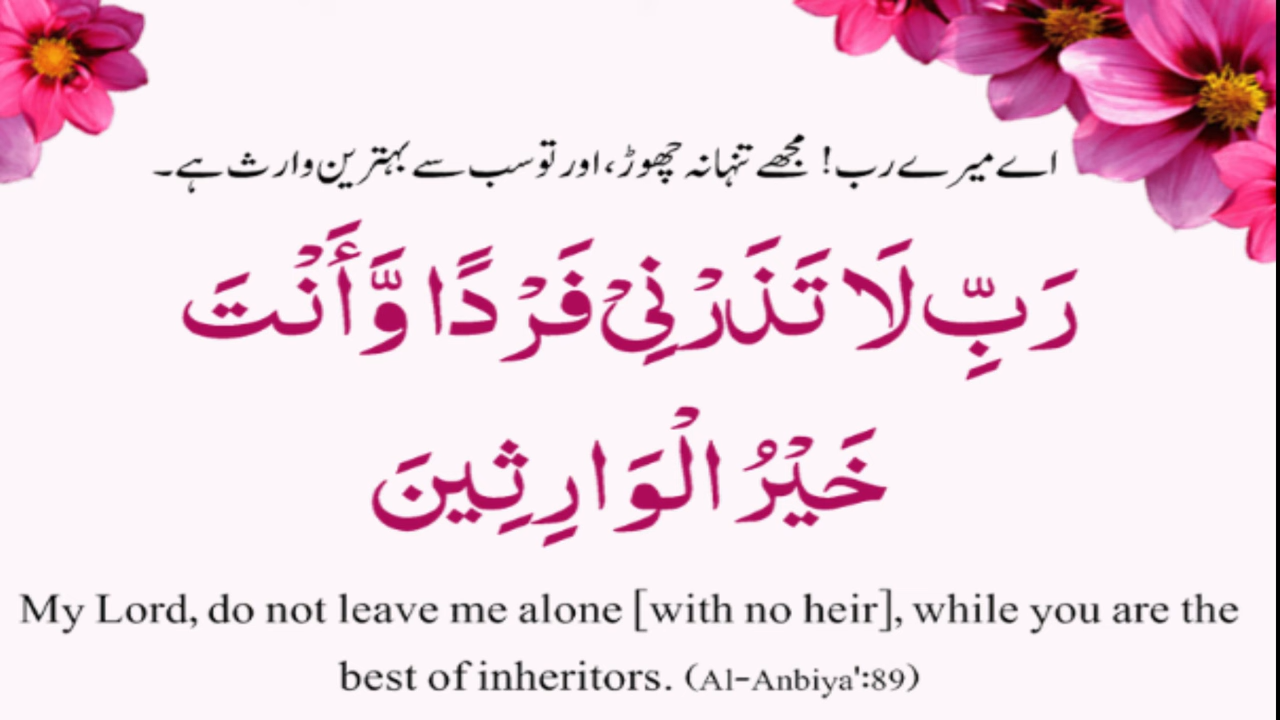 اے میرے رب! مجھے تنہا نہ چھوڑ، اور تو سب سے بہترین وارث ہے۔
رَبِّ لَا تَذَرْنِیْ فَرْدًا وَّأَنْتَ
خَيْرُ الْوَارِثِينَ
My Lord, do not leave me alone [with no heir], while you are the
best of inheritors. (Al-Anbiya':89)